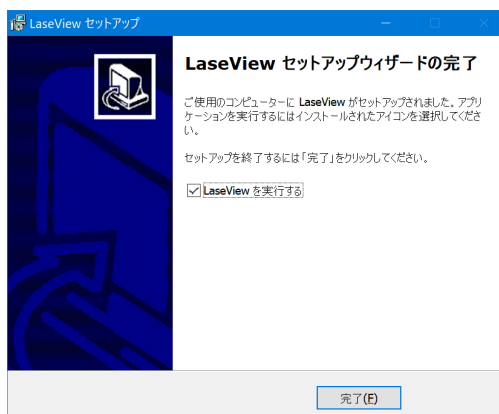 LaseView セットアップ
LaseView セットアップウィザードの完了
ご使用のコンピューターに LaseView がセットアップされました。アプリ
ケーションを実行するにはインストールされたアイコンを選択してくださ
い。
セットアップを終了するには「完了」をクリックしてください。
LaseView を実行する
完了(F)